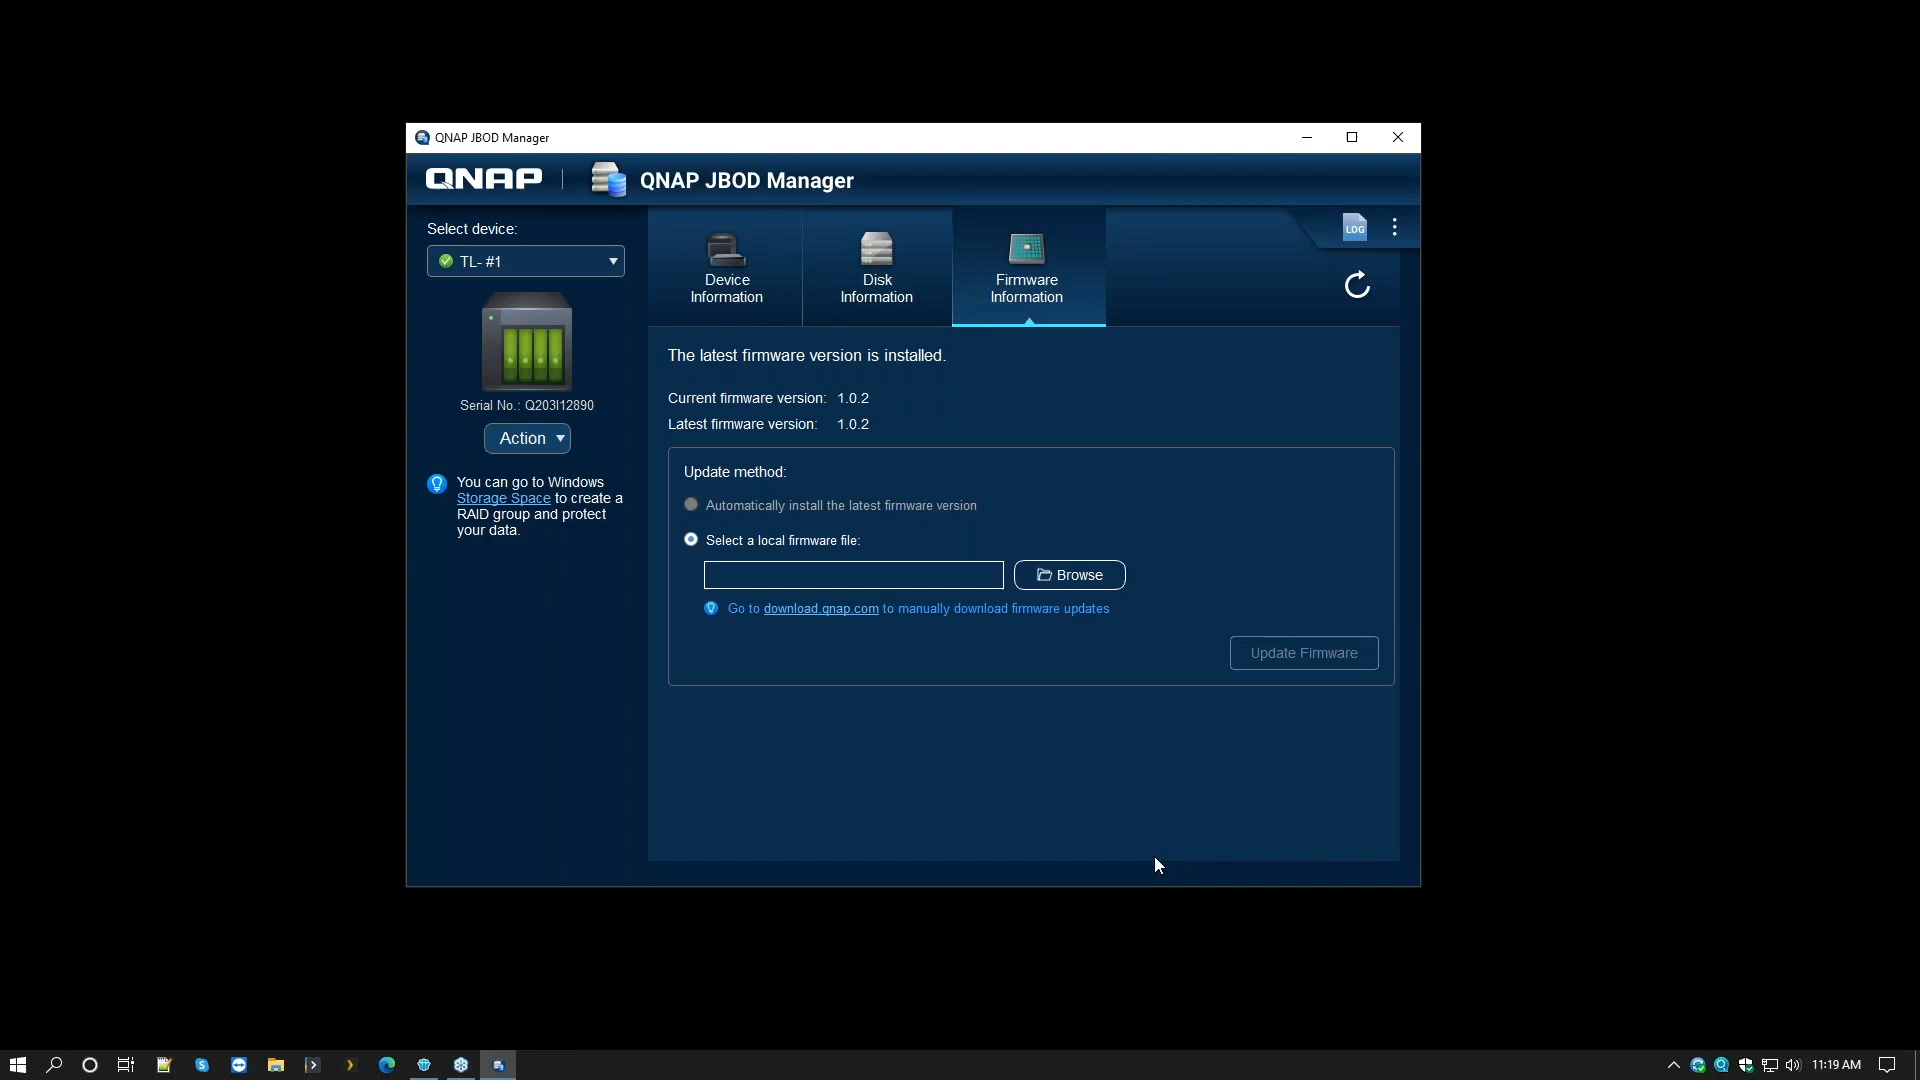 QNAP JBOD Manager
QNAP
QNAP JBOD Manager
Select device:
TL- #1
Serial No.: Q203I12890
Action
You can go to Windows
Storage Space to create a
RAID group and protect
your data.
Device
Information
Disk
Information
Firmware
Information
LOG
The latest firmware version is installed.
Current firmware version: 1.0.2
Latest firmware version: 1.0.2
Update method:
Automatically install the latest firmware version
Select a local firmware file:
Browse
Go to download.qnap.com to manually download firmware updates
Update Firmware
11:19 AM